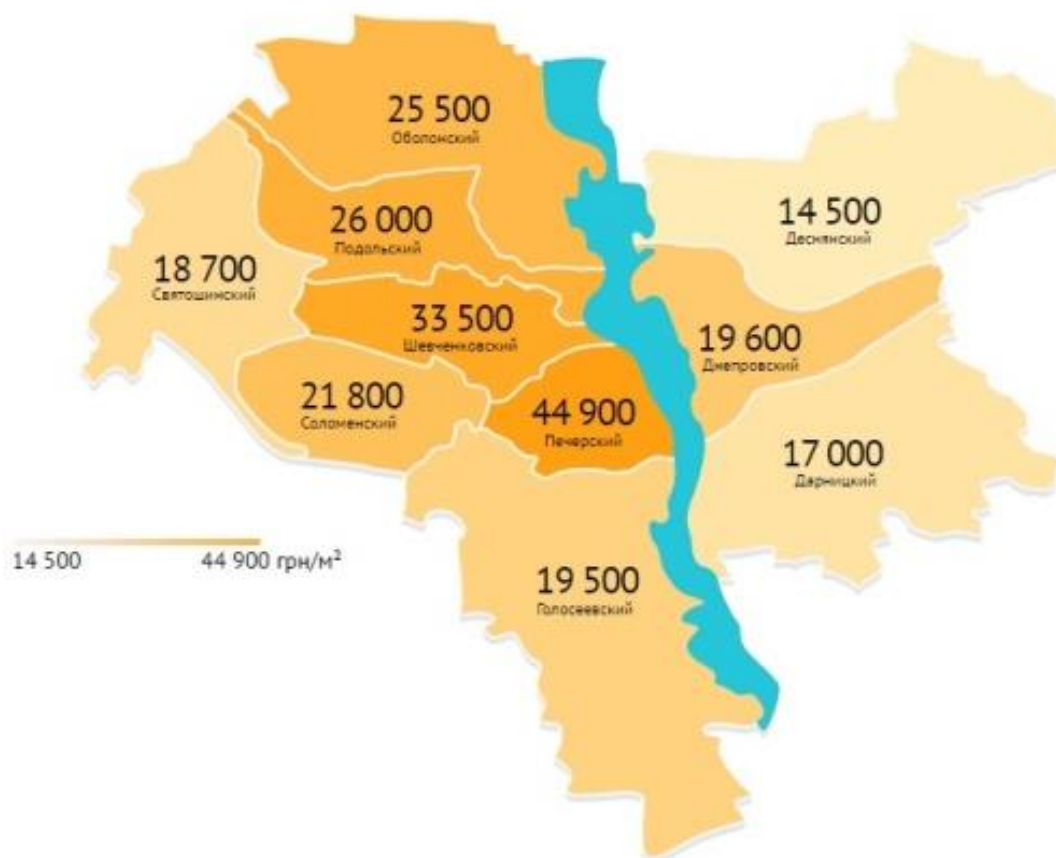 25 500
Оболонский
26 000
Подольский
14 500
Деснянский
18 700
Святошинский
33 500
Шевченковский
19 600
Днепровский
21 800
Соломенский
44 900
Печерский
17 000
Дарницкий
14 500
44 900 грн/м²
19 500
Голосеевский